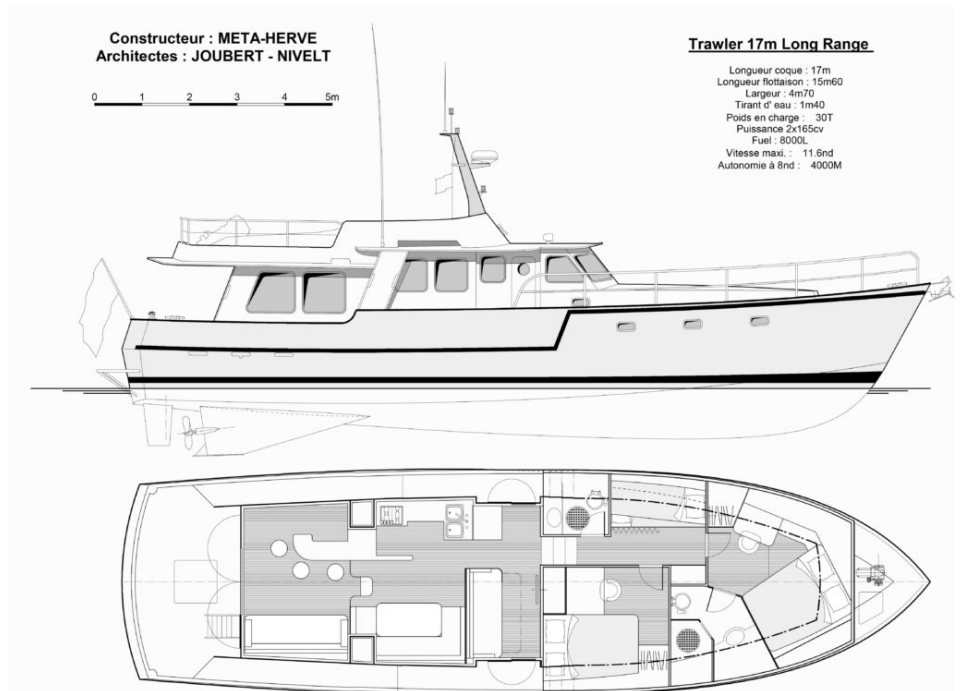 Constructeur : META-HERVE
Architectes : JOUBERT - NIVELT
0 1 2 3 4 5m
Trawler 17m Long Range
Longueur coque : 17m
Longueur flottaison : 15m60
Largeur : 4m70
Tirant d' eau : 1m40
Poids en charge : 30T
Puissance 2x165cv
Fuel : 8000L
Vitesse maxi. : 11.6nd
Autonomie à 8nd : 4000M